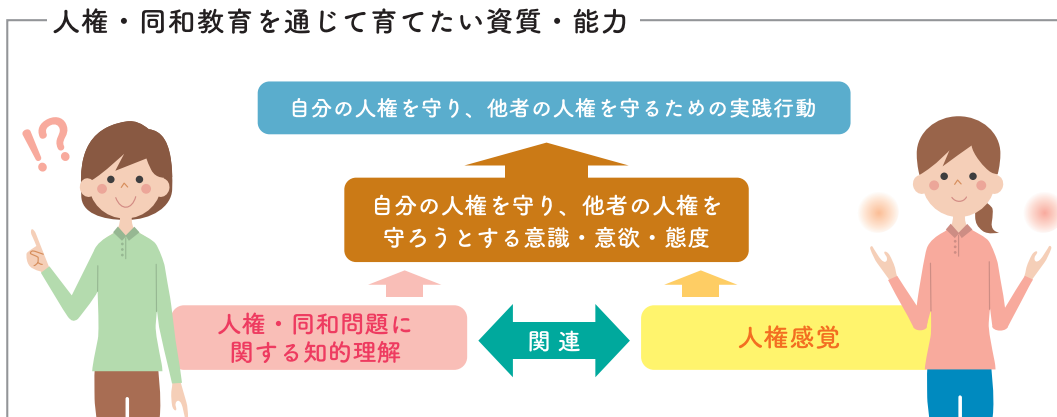 人権・同和教育を通じて育てたい資質・能力
自分の人権を守り、他者の人権を守るための実践行動
!?
自分の人権を守り、他者の人権を
守ろうとする意識・意欲・態度
人権・同和問題に
関する知的理解
関連
人権感覚